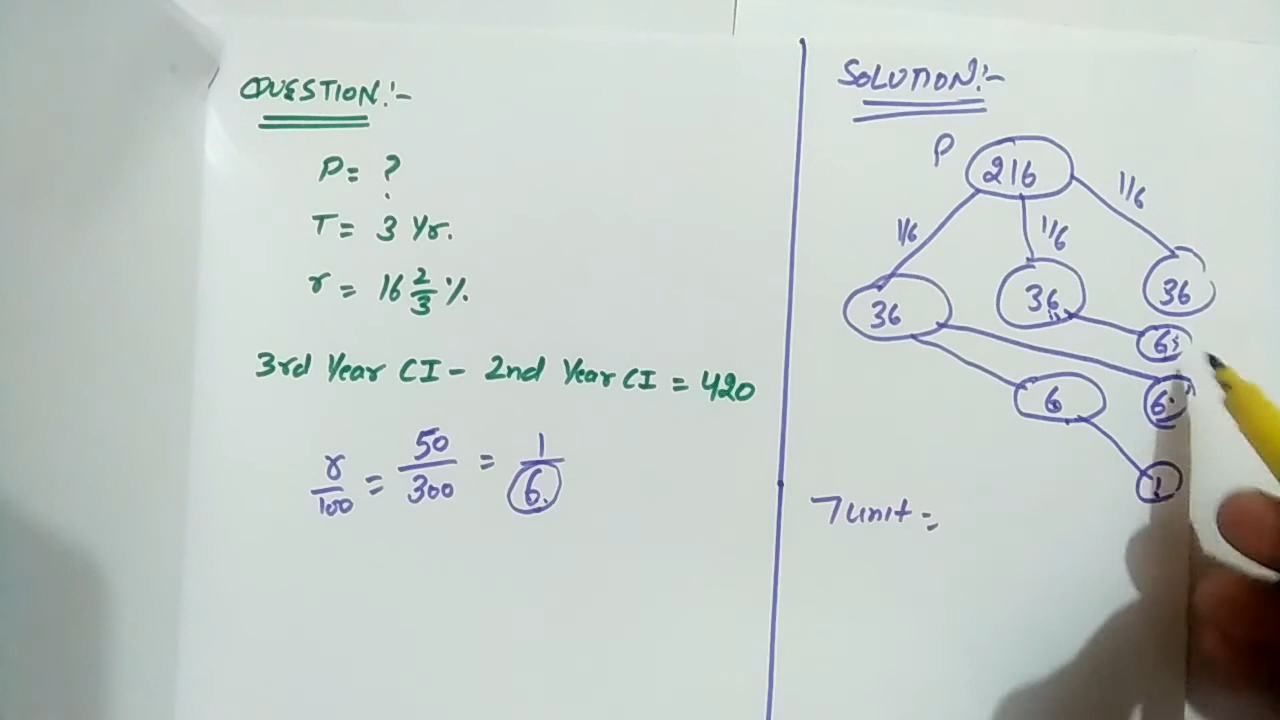 QUESTION:-
P = ?
T = 3 Yr.
r = 16 2/3 %
3rd Year CI - 2nd Year CI = 420
r/100 = 50/300 = 1/6
SOLUTION:-
P 216
1/6 1/6 1/6
36 36 36
6
6 6
1
7 unit =